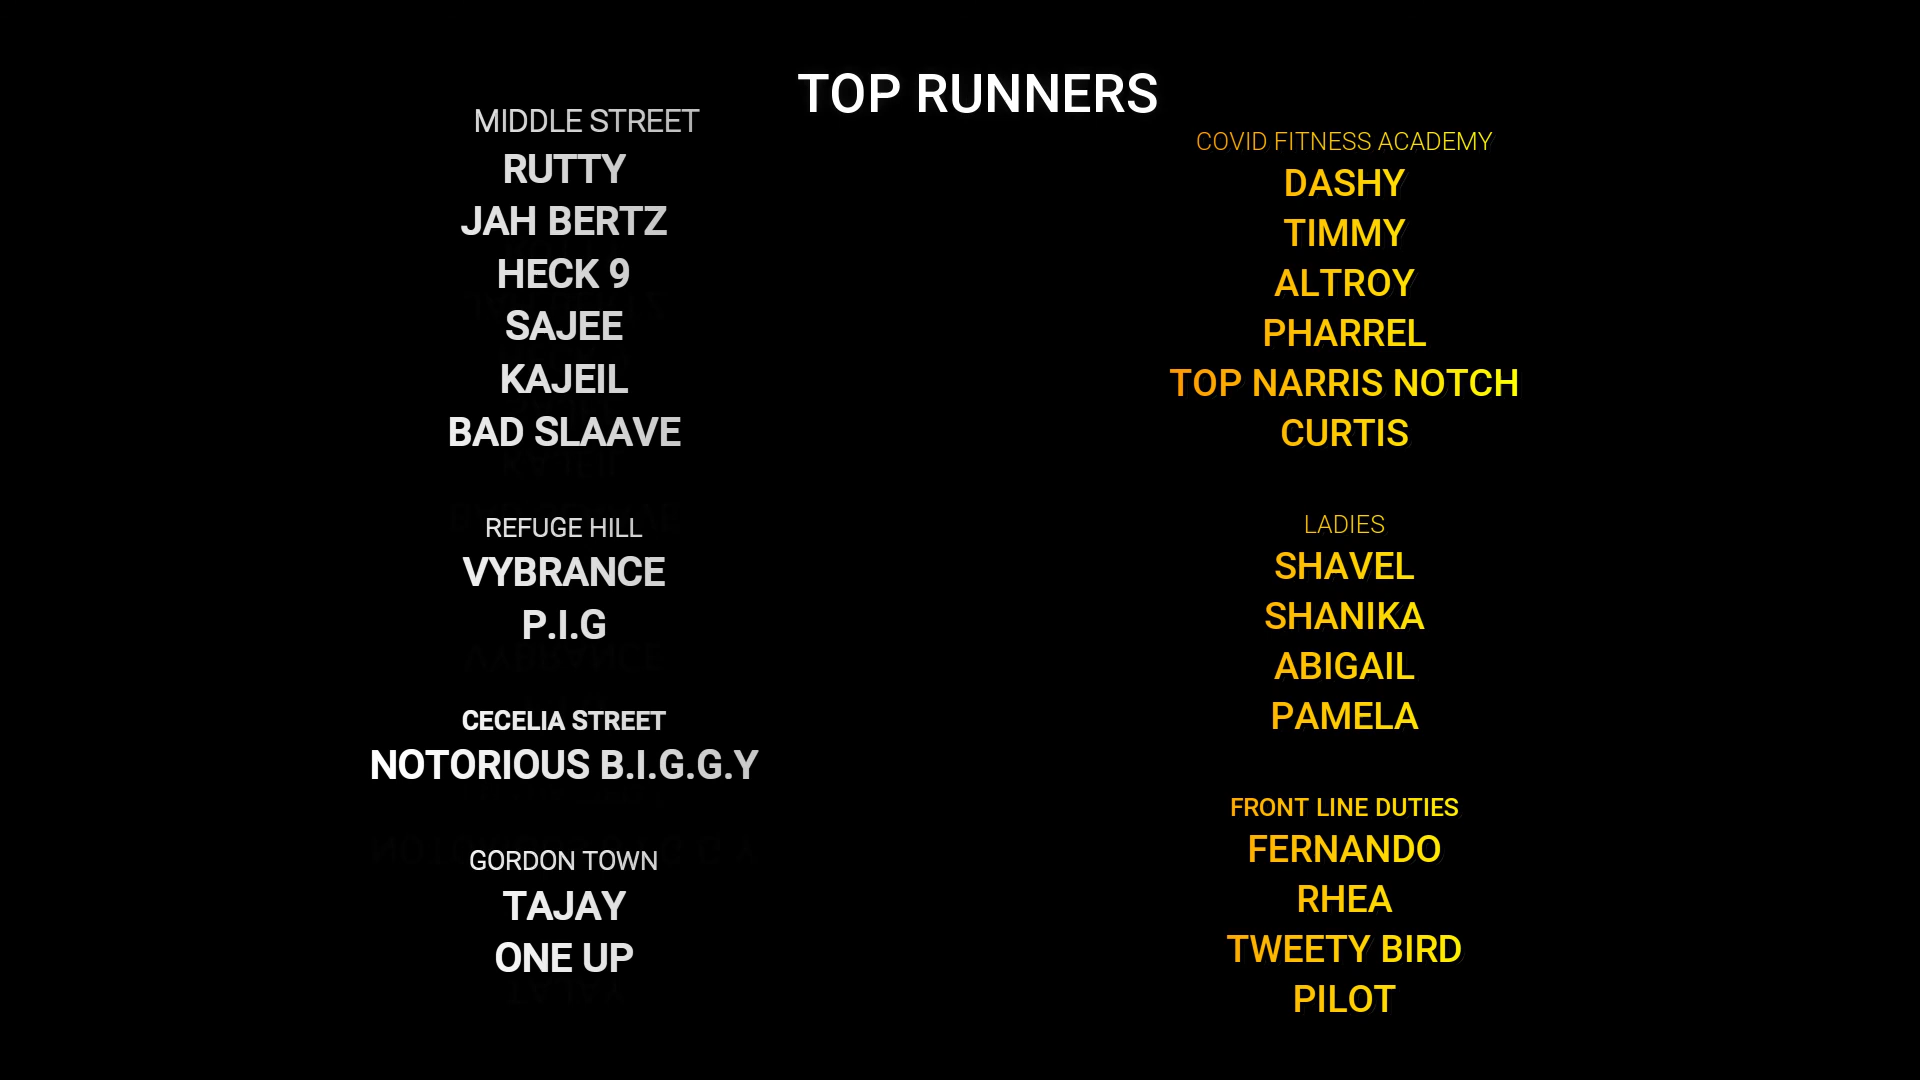 TOP RUNNERS
MIDDLE STREET
RUTTY
JAH BERTZ
HECK 9
SAJEE
KAJEIL
BAD SLAAVE
REFUGE HILL
VYBRANCE
P.I.G
CECELIA STREET
NOTORIOUS B.I.G.G.Y
GORDON TOWN
TAJAY
ONE UP
COVID FITNESS ACADEMY
DASHY
TIMMY
ALTROY
PHARREL
TOP NARRIS NOTCH
CURTIS
LADIES
SHAVEL
SHANIKA
ABIGAIL
PAMELA
FRONT LINE DUTIES
FERNANDO
RHEA
TWEETY BIRD
PILOT